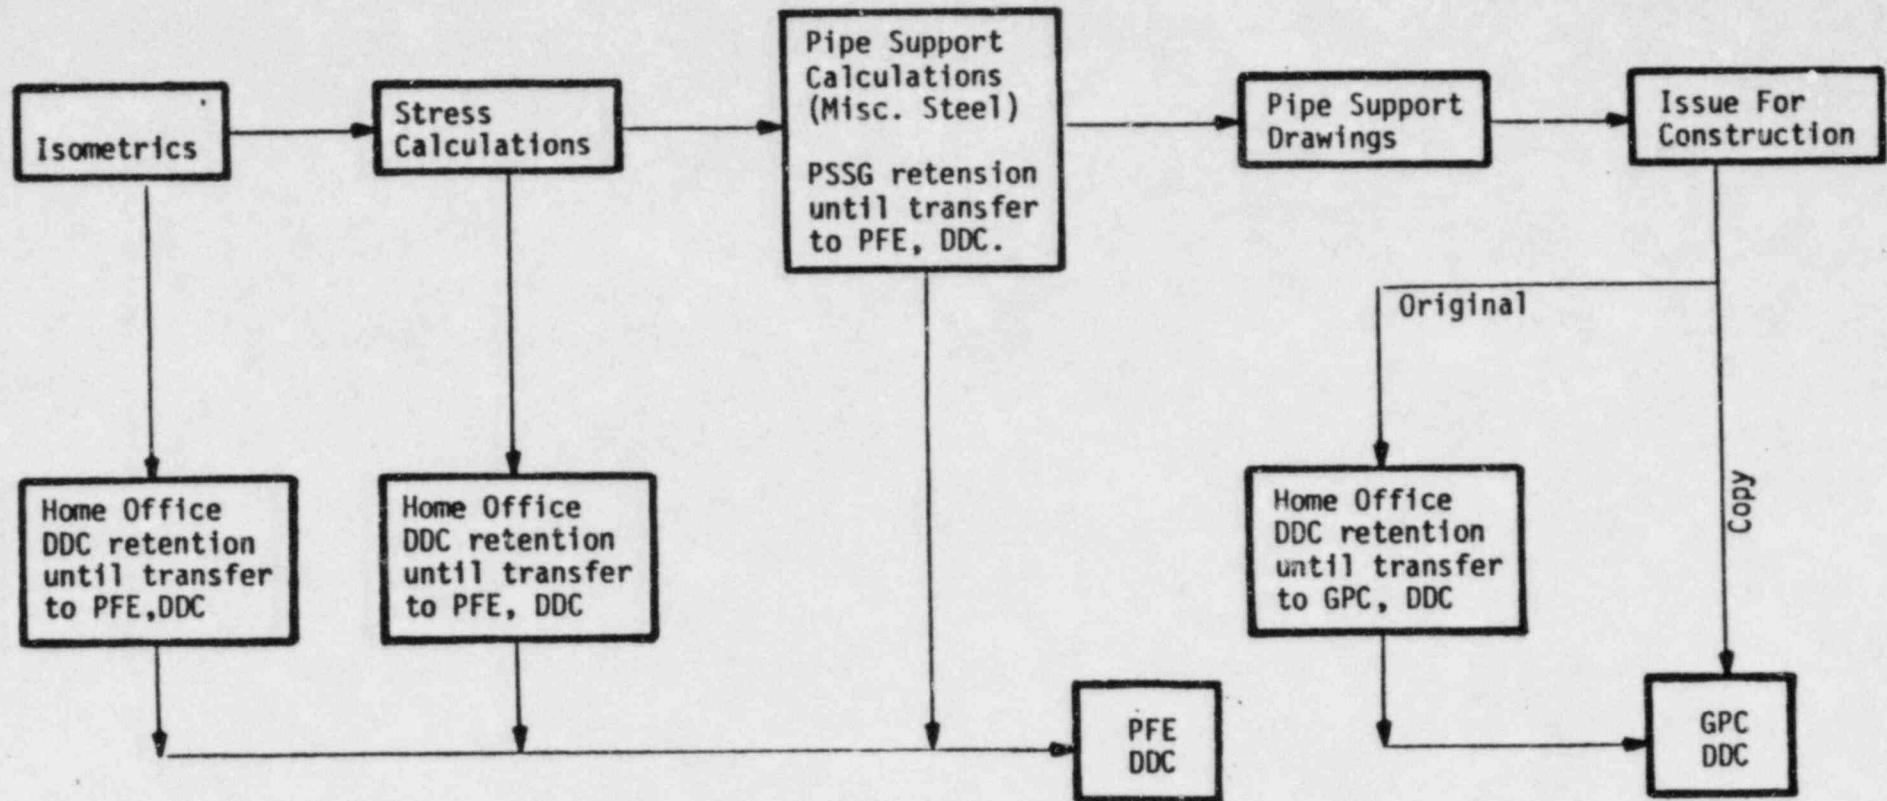 Isometrics
Stress
Calculations
Pipe Support
Calculations
(Misc. Steel)
PSSG retension
until transfer
to PFE, DDC.
Pipe Support
Drawings
Issue For
Construction
Original
Copy
Home Office
DDC retention
until transfer
to PFE,DDC
Home Office
DDC retention
until transfer
to PFE, DDC
Home Office
DDC retention
until transfer
to GPC, DDC
PFE
DDC
GPC
DDC